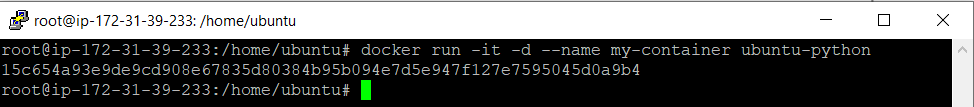 root@ip-172-31-39-233: /home/ubuntu
root@ip-172-31-39-233:/home/ubuntu# docker run -it -d --name my-container ubuntu-python
15c654a93e9de9cd908e67835d80384b95b094e7d5e947f127e7595045d0a9b4
root@ip-172-31-39-233:/home/ubuntu#